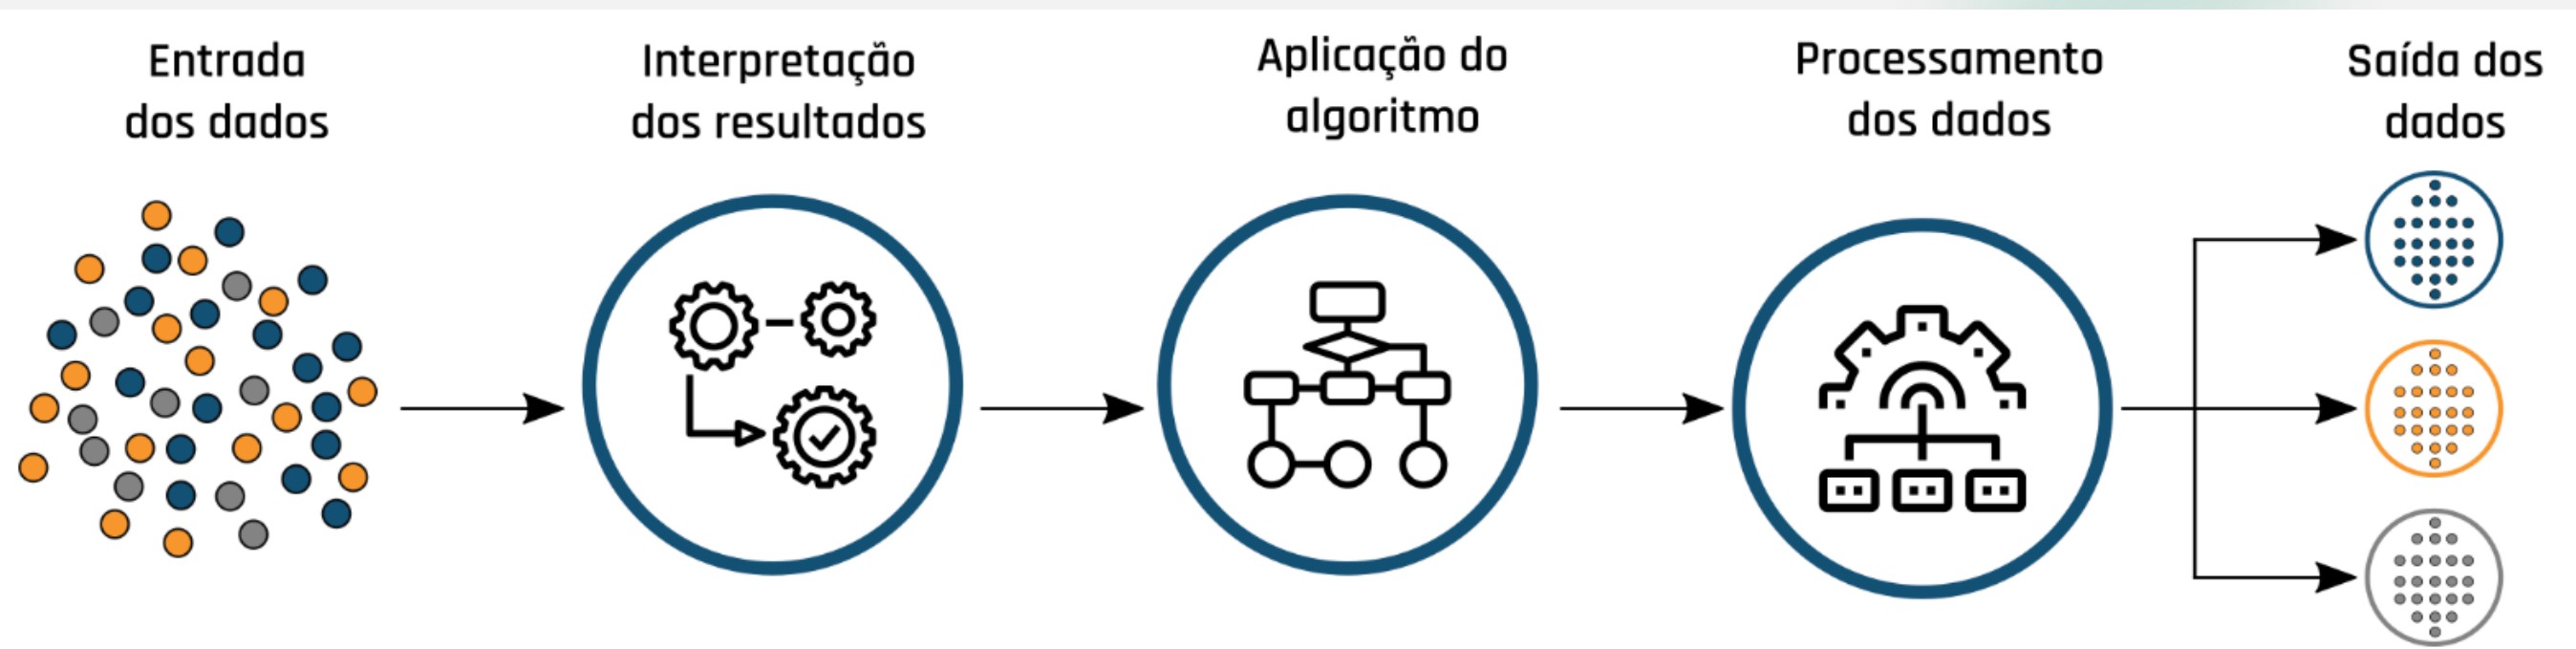 Entrada
dos dados
Interpretação
dos resultados
Aplicação do
algoritmo
Processamento
dos dados
Saída dos
dados